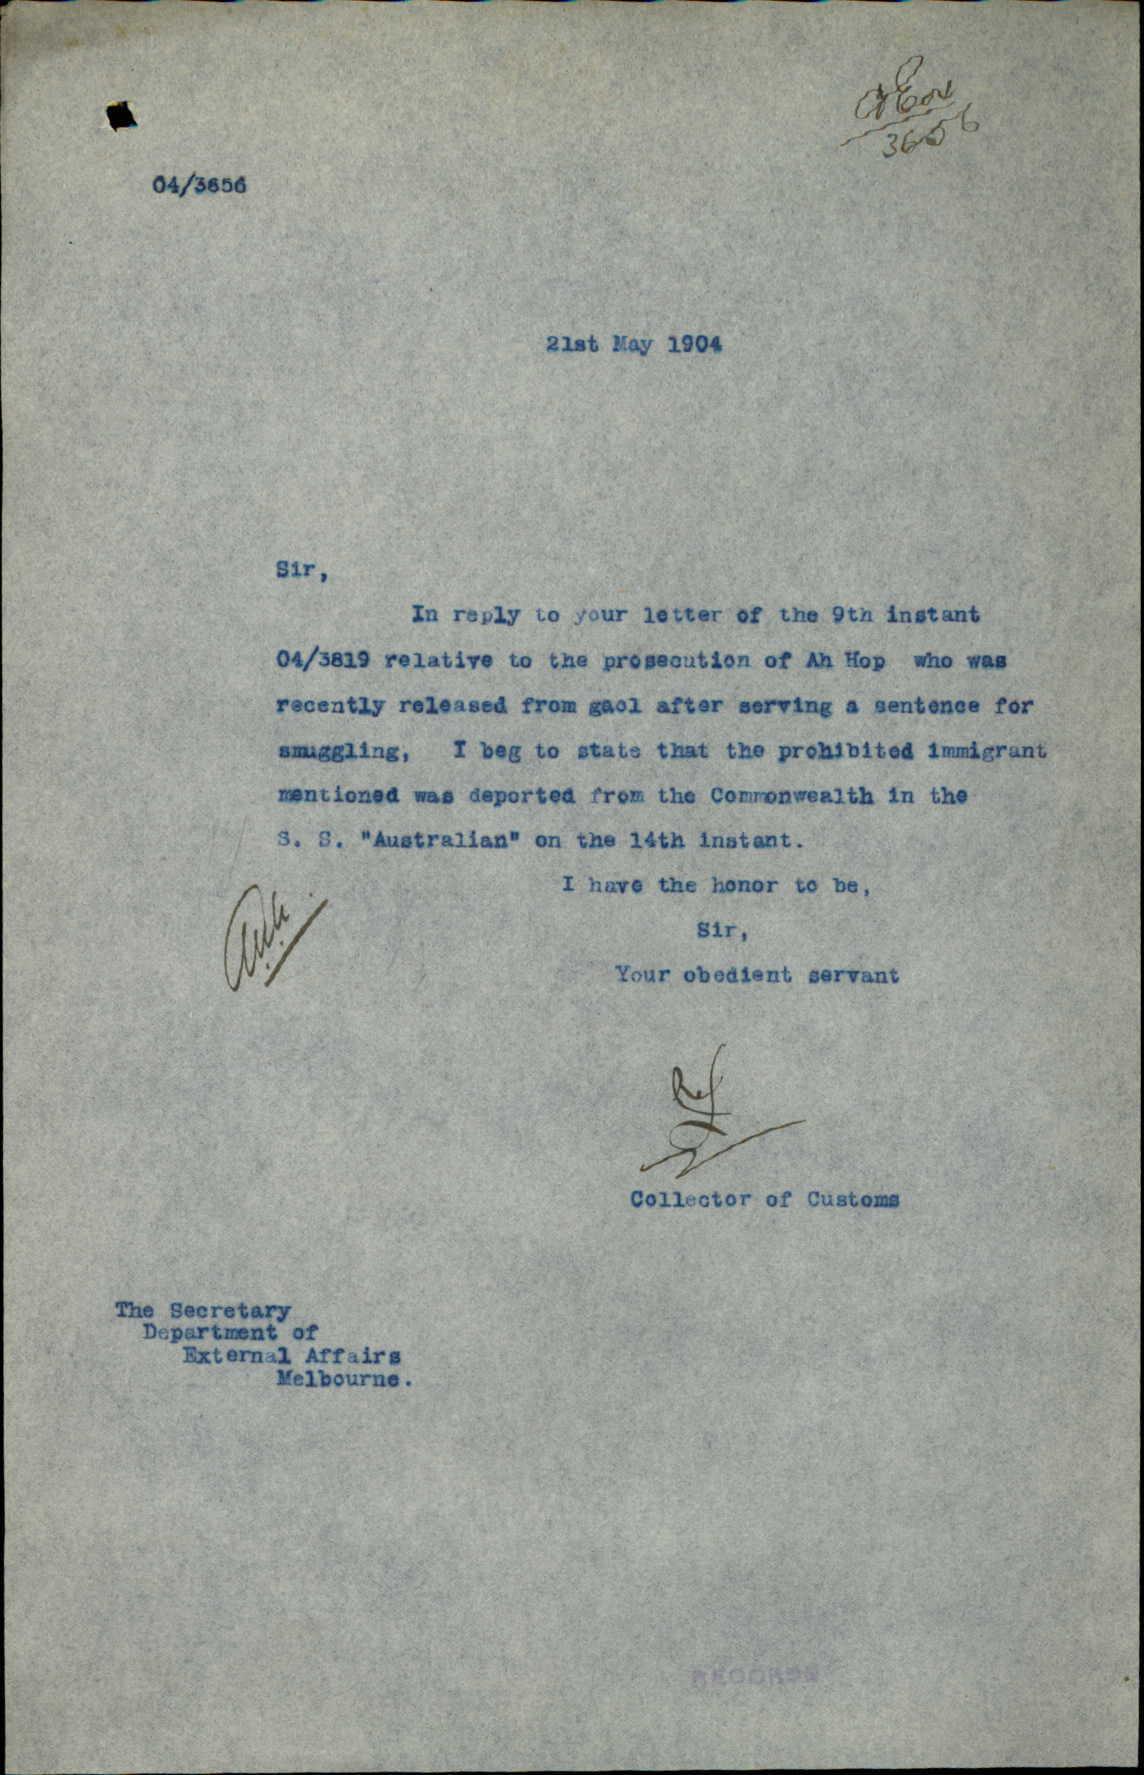 3656
04/3656
21st May 1904
Sir,
In reply to your letter of the 9th instant
04/3819 relative to the prosecution of Ah Hop who was
recently released from gaol after serving a sentence for
smuggling, I beg to state that the prohibited immigrant
mentioned was deported from the Commonwealth in the
S. S. "Australian" on the 14th instant.
I have the honor to be,
Sir,
Your obedient servant
Collector of Customs
The Secretary
Department of
External Affairs
Melbourne.
RECORDS